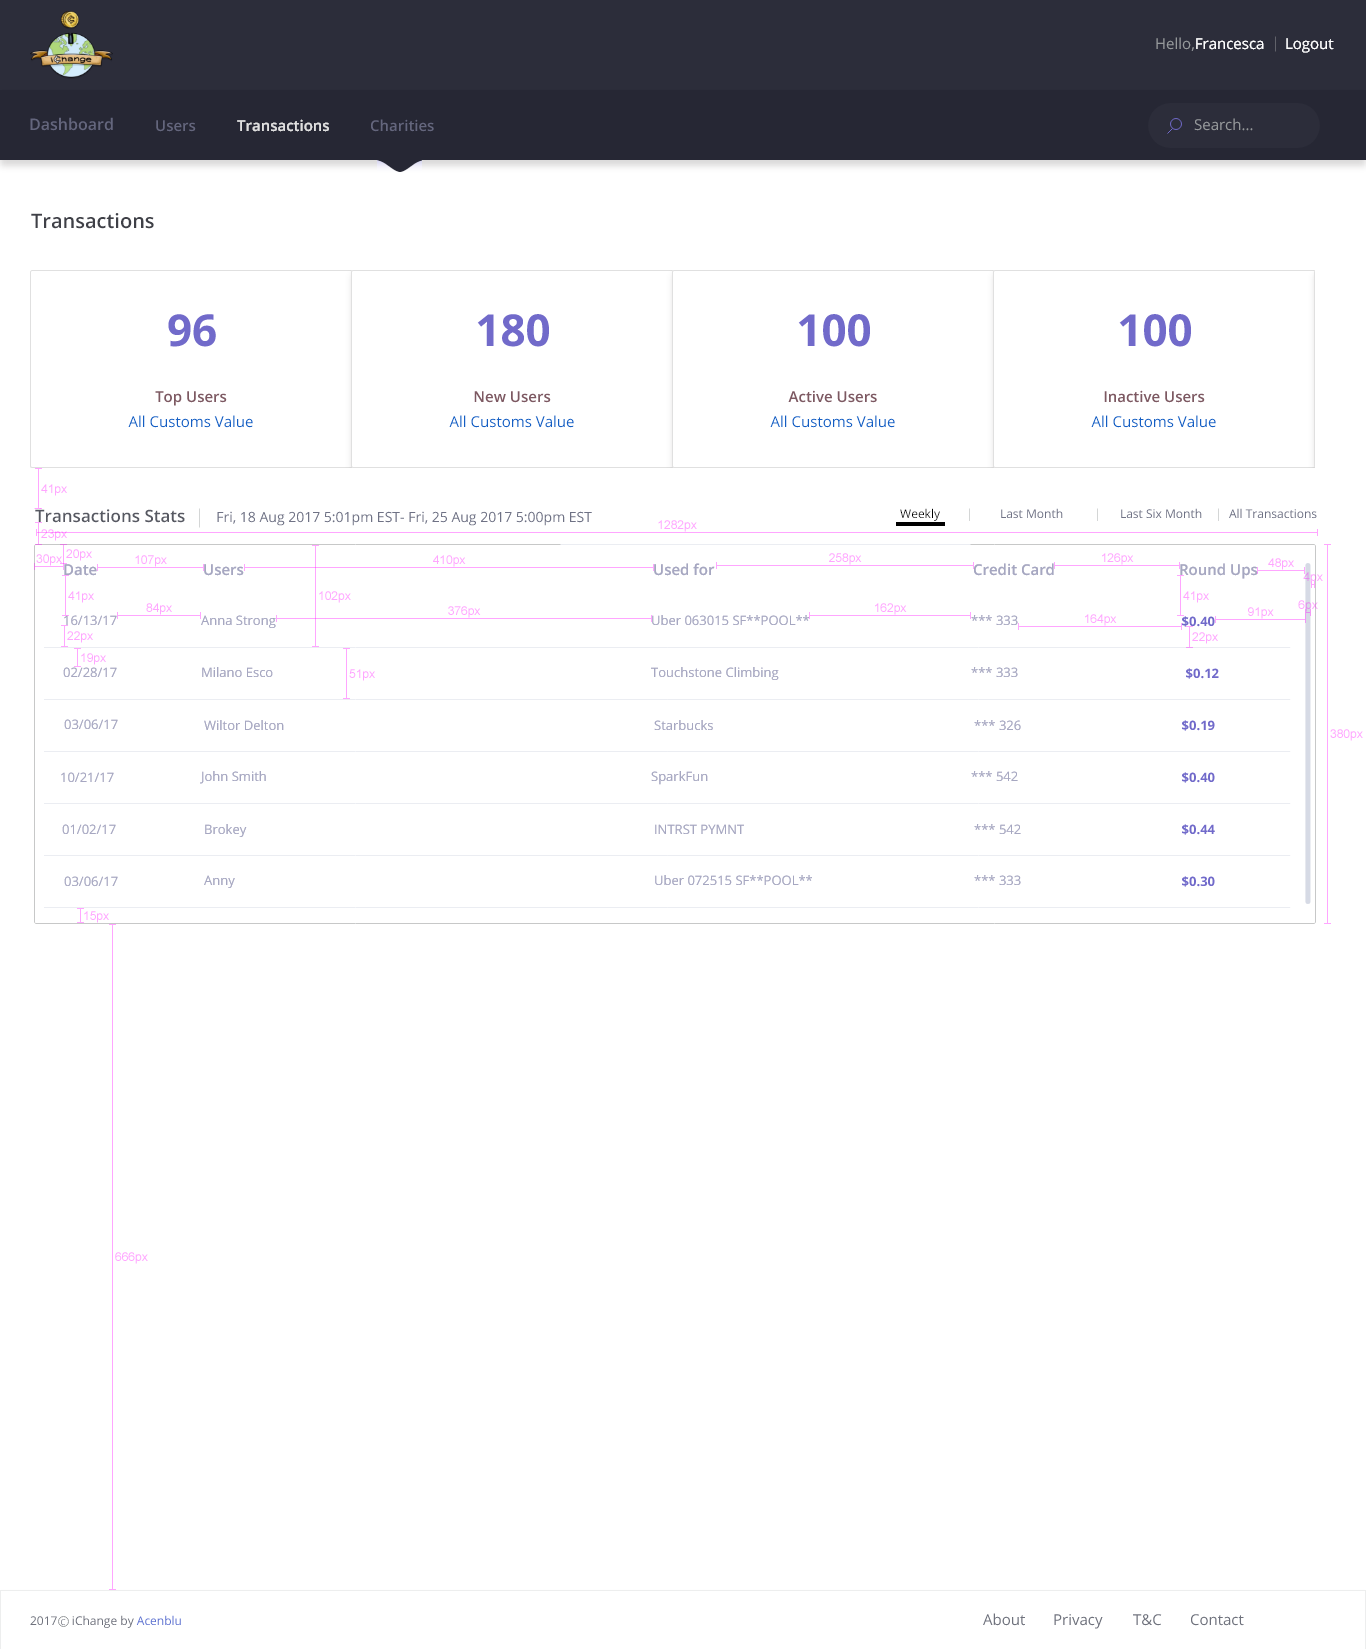 iChange
Hello,Francesca | Logout
Dashboard Users Transactions Charities Search...
Transactions
96 180 100 100
Top Users New Users Active Users Inactive Users
All Customs Value All Customs Value All Customs Value All Customs Value
41px
Transactions Stats | Fri, 18 Aug 2017 5:01pm EST- Fri, 25 Aug 2017 5:00pm EST Weekly | Last Month | Last Six Month | All Transactions
23px 1282px
30px 20px 107px 410px 258px 126px 48px
Date Users Used for Credit Card Round Ups
4px
41px 102px 41px
84px 376px 162px 164px 91px 6px
16/13/17 Anna Strong Uber 063015 SF**POOL** *** 333 $0.40
22px 22px
19px
02/28/17 Milano Esco 51px Touchstone Climbing *** 333 $0.12
03/06/17 Wiltor Delton Starbucks *** 326 $0.19
380px
10/21/17 John Smith SparkFun *** 542 $0.40
01/02/17 Brokey INTRST PYMNT *** 542 $0.44
03/06/17 Anny Uber 072515 SF**POOL** *** 333 $0.30
15px
666px
2017© iChange by Acenblu About Privacy T&C Contact